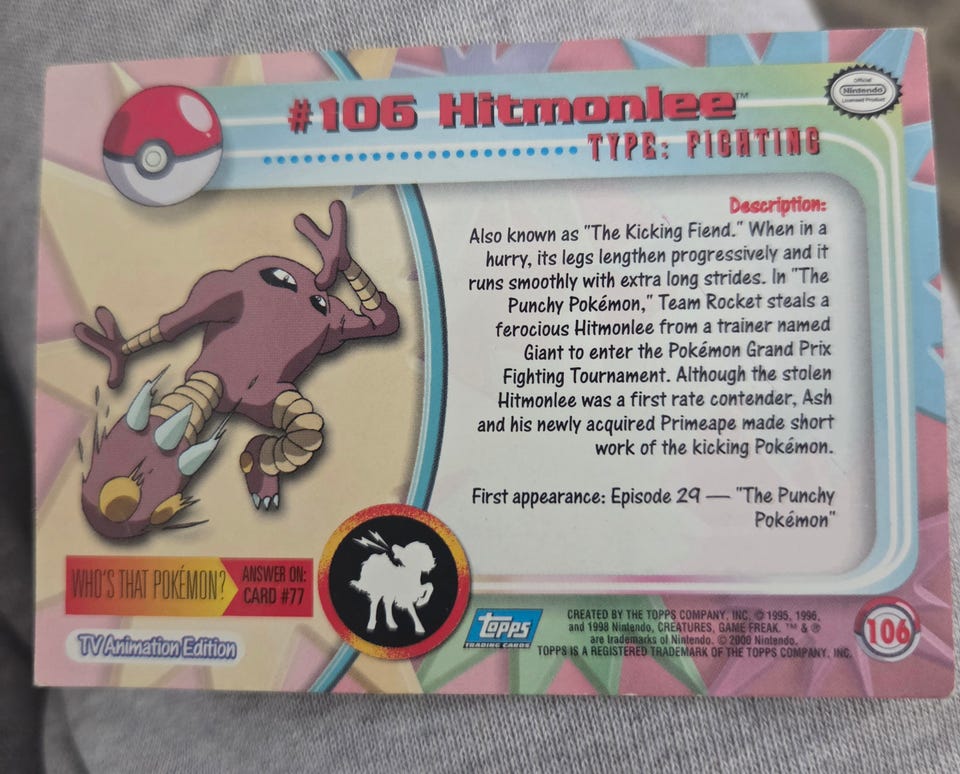 #106 Hitmonlee™
Official
Nintendo
Licensed Product
TYPE: FIGHTING
Description:
Also known as "The Kicking Fiend." When in a
hurry, its legs lengthen progressively and it
runs smoothly with extra long strides. In "The
Punchy Pokémon," Team Rocket steals a
ferocious Hitmonlee from a trainer named
Giant to enter the Pokémon Grand Prix
Fighting Tournament. Although the stolen
Hitmonlee was a first rate contender, Ash
and his newly acquired Primeape made short
work of the kicking Pokémon.
First appearance: Episode 29 — "The Punchy
Pokémon"
WHO'S THAT POKÉMON?
ANSWER ON:
CARD #77
TV Animation Edition
topps
TRADING CARDS
CREATED BY THE TOPPS COMPANY, INC. © 1995, 1996,
and 1998 Nintendo, CREATURES, GAME FREAK. ™ & ®
are trademarks of Nintendo. © 2000 Nintendo.
TOPPS IS A REGISTERED TRADEMARK OF THE TOPPS COMPANY, INC.
106